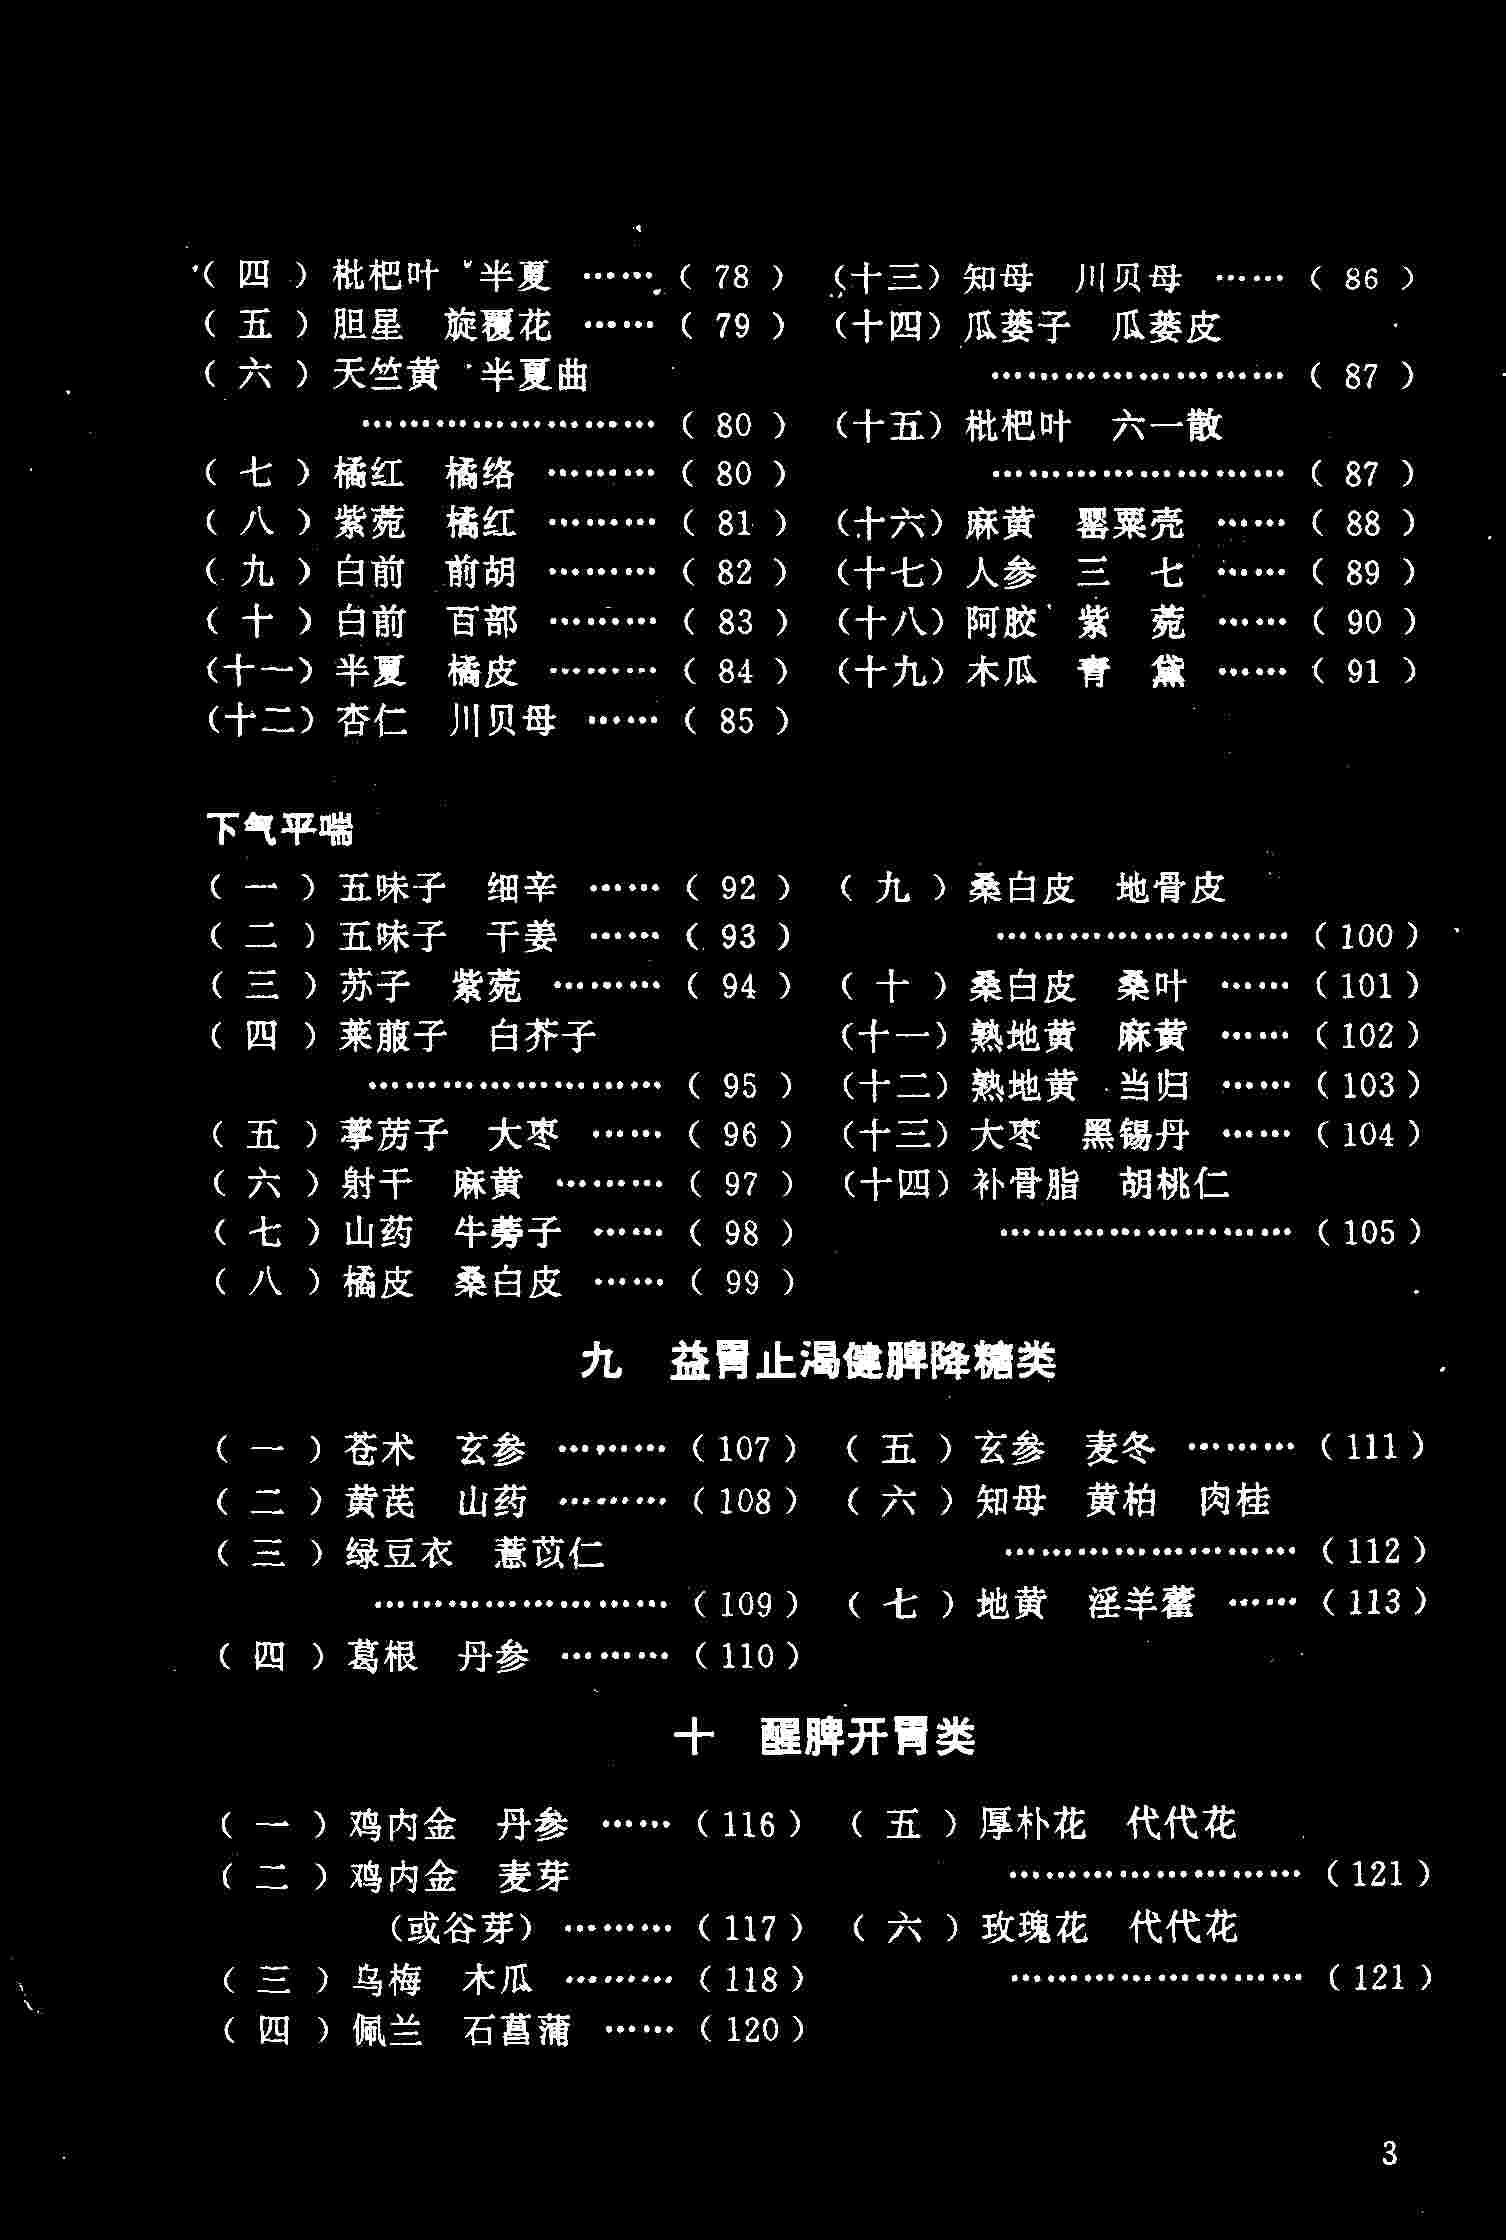 （四）枇杷叶 半夏 ……（78）
（五）胆星 旋覆花 ……（79）
（六）天竺黄 半夏曲
……………………（80）
（七）橘红 橘络 ………（80）
（八）紫菀 橘红 ………（81）
（九）白前 前胡 ………（82）
（十）白前 百部 ………（83）
（十一）半夏 橘皮 ………（84）
（十二）杏仁 川贝母 ……（85）
（十三）知母 川贝母 ……（86）
（十四）瓜蒌子 瓜蒌皮
……………………（87）
（十五）枇杷叶 六一散
……………………（87）
（十六）麻黄 罂粟壳 ……（88）
（十七）人参 三 七 ……（89）
（十八）阿胶 紫 菀 ……（90）
（十九）木瓜 青 黛 ……（91）
下气平喘
（一）五味子 细辛 ……（92）
（二）五味子 干姜 ……（93）
（三）苏子 紫菀 ………（94）
（四）莱菔子 白芥子
……………………（95）
（五）葶苈子 大枣 ……（96）
（六）射干 麻黄 ………（97）
（七）山药 牛蒡子 ……（98）
（八）橘皮 桑白皮 ……（99）
（九）桑白皮 地骨皮
……………………（100）
（十）桑白皮 桑叶 ……（101）
（十一）熟地黄 麻黄 ……（102）
（十二）熟地黄 当归 ……（103）
（十三）大枣 黑锡丹 ……（104）
（十四）补骨脂 胡桃仁
……………………（105）
九 益胃止渴健脾降糖类
（一）苍术 玄参 ………（107）
（二）黄芪 山药 ………（108）
（三）绿豆衣 薏苡仁
……………………（109）
（四）葛根 丹参 ………（110）
（五）玄参 麦冬 ………（111）
（六）知母 黄柏 肉桂
……………………（112）
（七）地黄 淫羊藿 ……（113）
十 醒脾开胃类
（一）鸡内金 丹参 ……（116）
（二）鸡内金 麦芽
（或谷芽）………（117）
（三）乌梅 木瓜 ………（118）
（四）佩兰 石菖蒲 ……（120）
（五）厚朴花 代代花
……………………（121）
（六）玫瑰花 代代花
……………………（121）
3